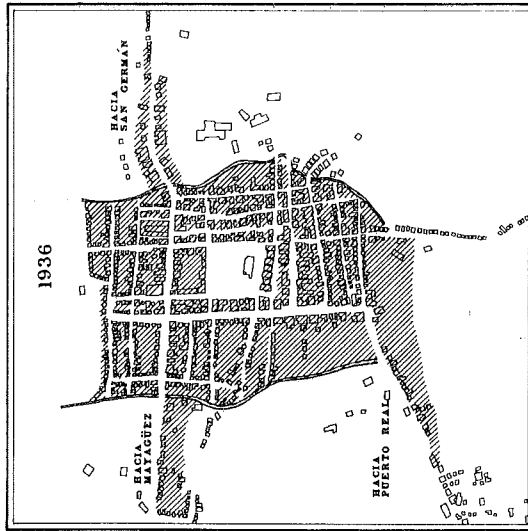 1936
HACIA
SAN GERMÁN
HACIA
MAYAGÜEZ
HACIA
PUERTO REAL